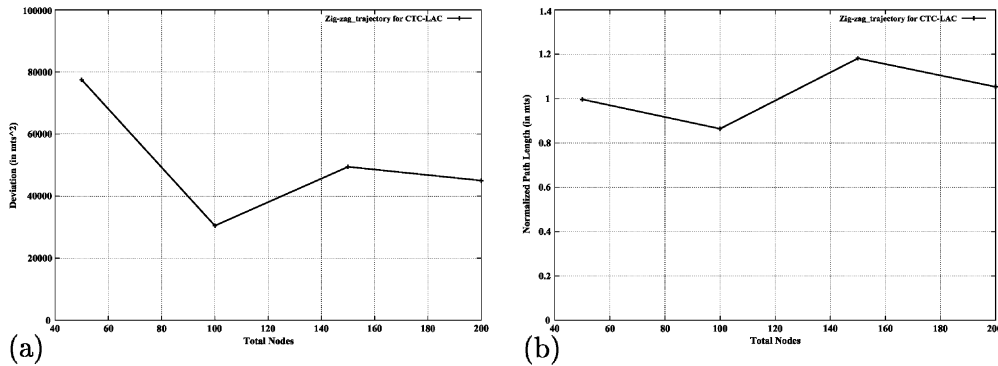 100000
80000
60000
40000
20000
0
Deviation (in mts^2)
Zig-zag_trajectory for CTC-LAC
40 60 80 100 120 140 160 180 200
Total Nodes
(a)
1.4
1.2
1
0.8
0.6
0.4
0.2
0
Normalized Path Length (in mts)
Zig-zag_trajectory for CTC-LAC
40 60 80 100 120 140 160 180 200
Total Nodes
(b)